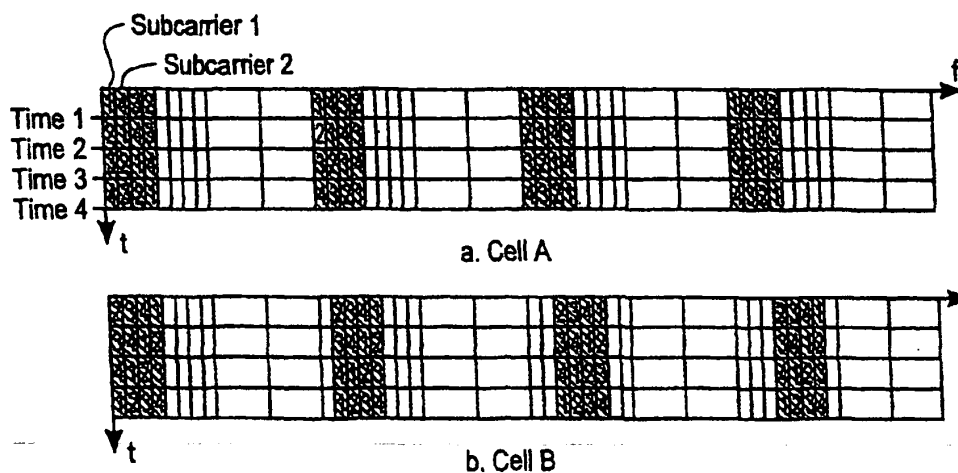 Subcarrier 1
Subcarrier 2
f
Time 1
Time 2
Time 3
Time 4
t
a. Cell A
t
b, Cell B